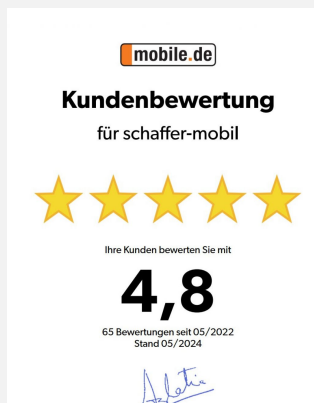 mobile.de
Kundenbewertung
für schaffer-mobil
Ihre Kunden bewerten Sie mit
4,8
65 Bewertungen seit 05/2022
Stand 05/2024